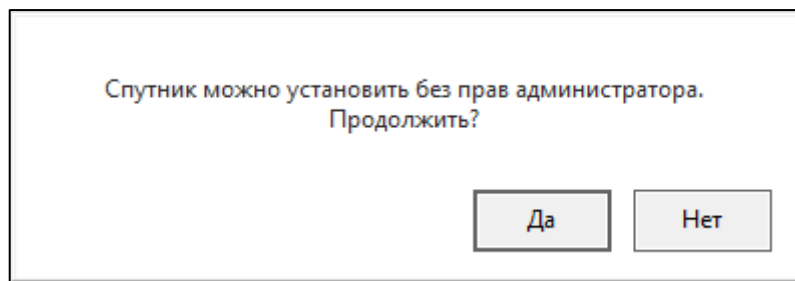 Спутник можно установить без прав администратора.
Продолжить?
Да
Нет